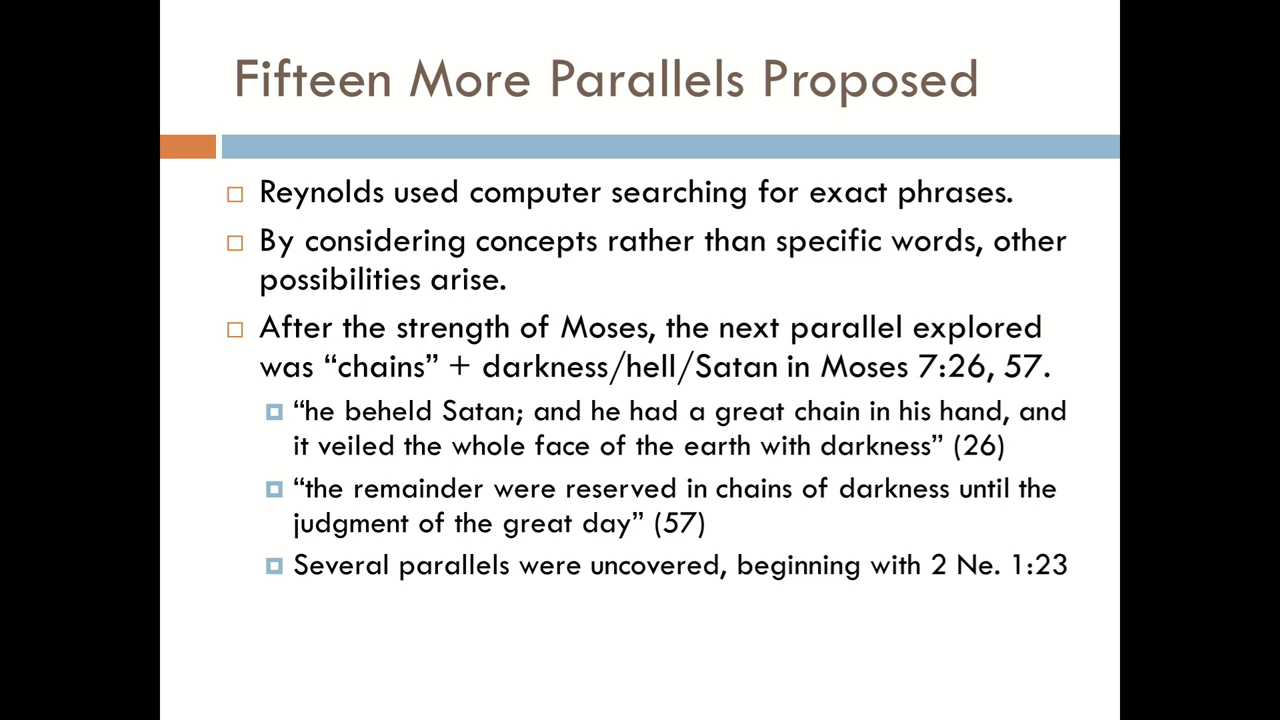 Fifteen More Parallels Proposed
Reynolds used computer searching for exact phrases.
By considering concepts rather than specific words, other
possibilities arise.
After the strength of Moses, the next parallel explored
was “chains” + darkness/hell/Satan in Moses 7:26, 57.
“he beheld Satan; and he had a great chain in his hand, and
it veiled the whole face of the earth with darkness” (26)
“the remainder were reserved in chains of darkness until the
judgment of the great day” (57)
Several parallels were uncovered, beginning with 2 Ne. 1:23